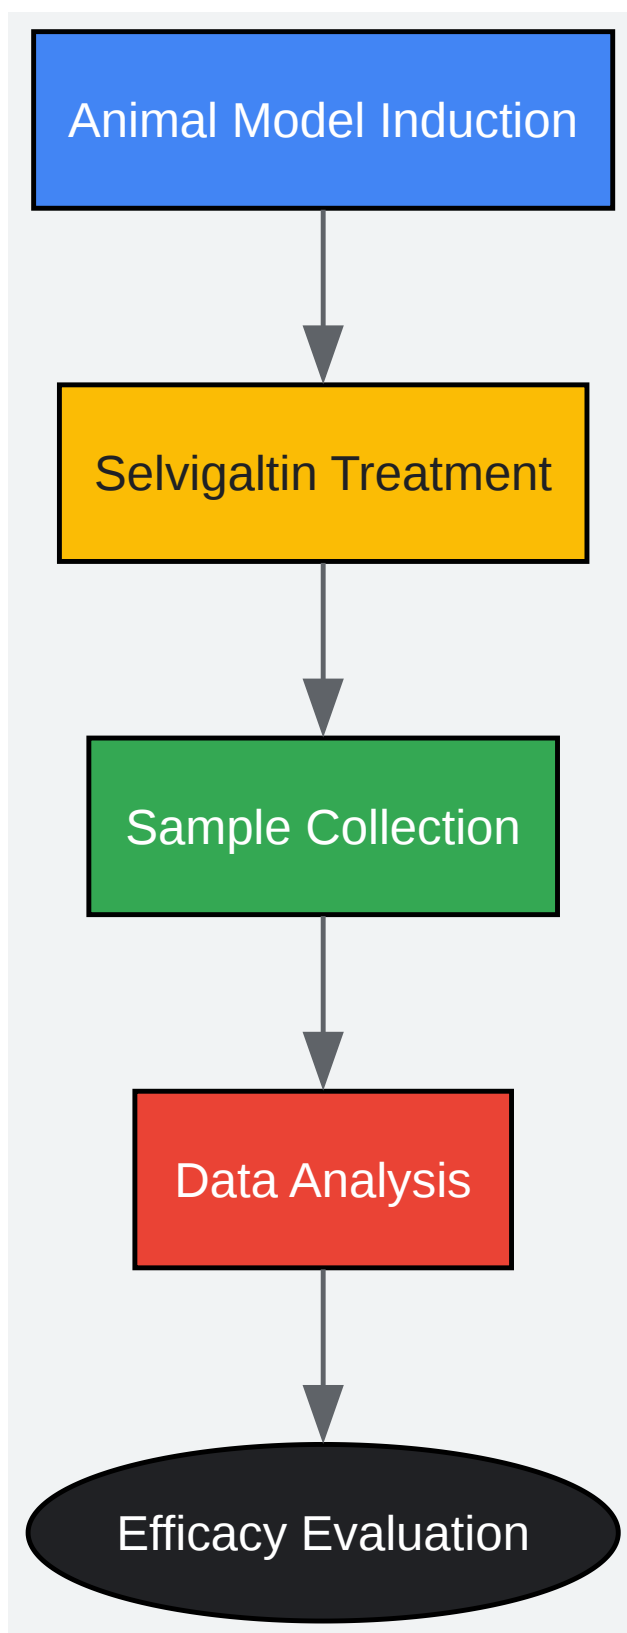 Animal Model Induction
Selvigaltin Treatment
Sample Collection
Data Analysis
Efficacy Evaluation